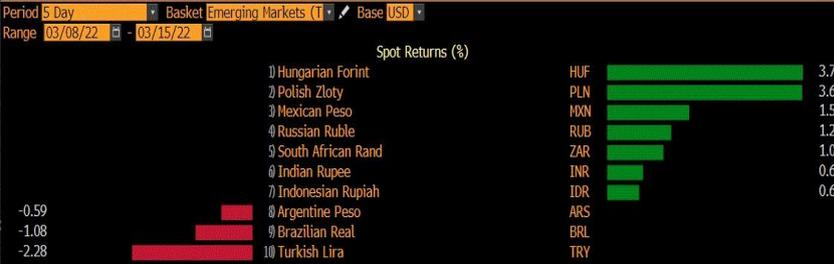 Period 5 Day Basket Emerging Markets (T Base USD
Range 03/08/22 - 03/15/22
Spot Returns (%)
1) Hungarian Forint HUF 3.7
2) Polish Zloty PLN 3.6
3) Mexican Peso MXN 1.5
4) Russian Ruble RUB 1.2
5) South African Rand ZAR 1.0
6) Indian Rupee INR 0.6
7) Indonesian Rupiah IDR 0.6
-0.59 8) Argentine Peso ARS
-1.08 9) Brazilian Real BRL
-2.28 10) Turkish Lira TRY